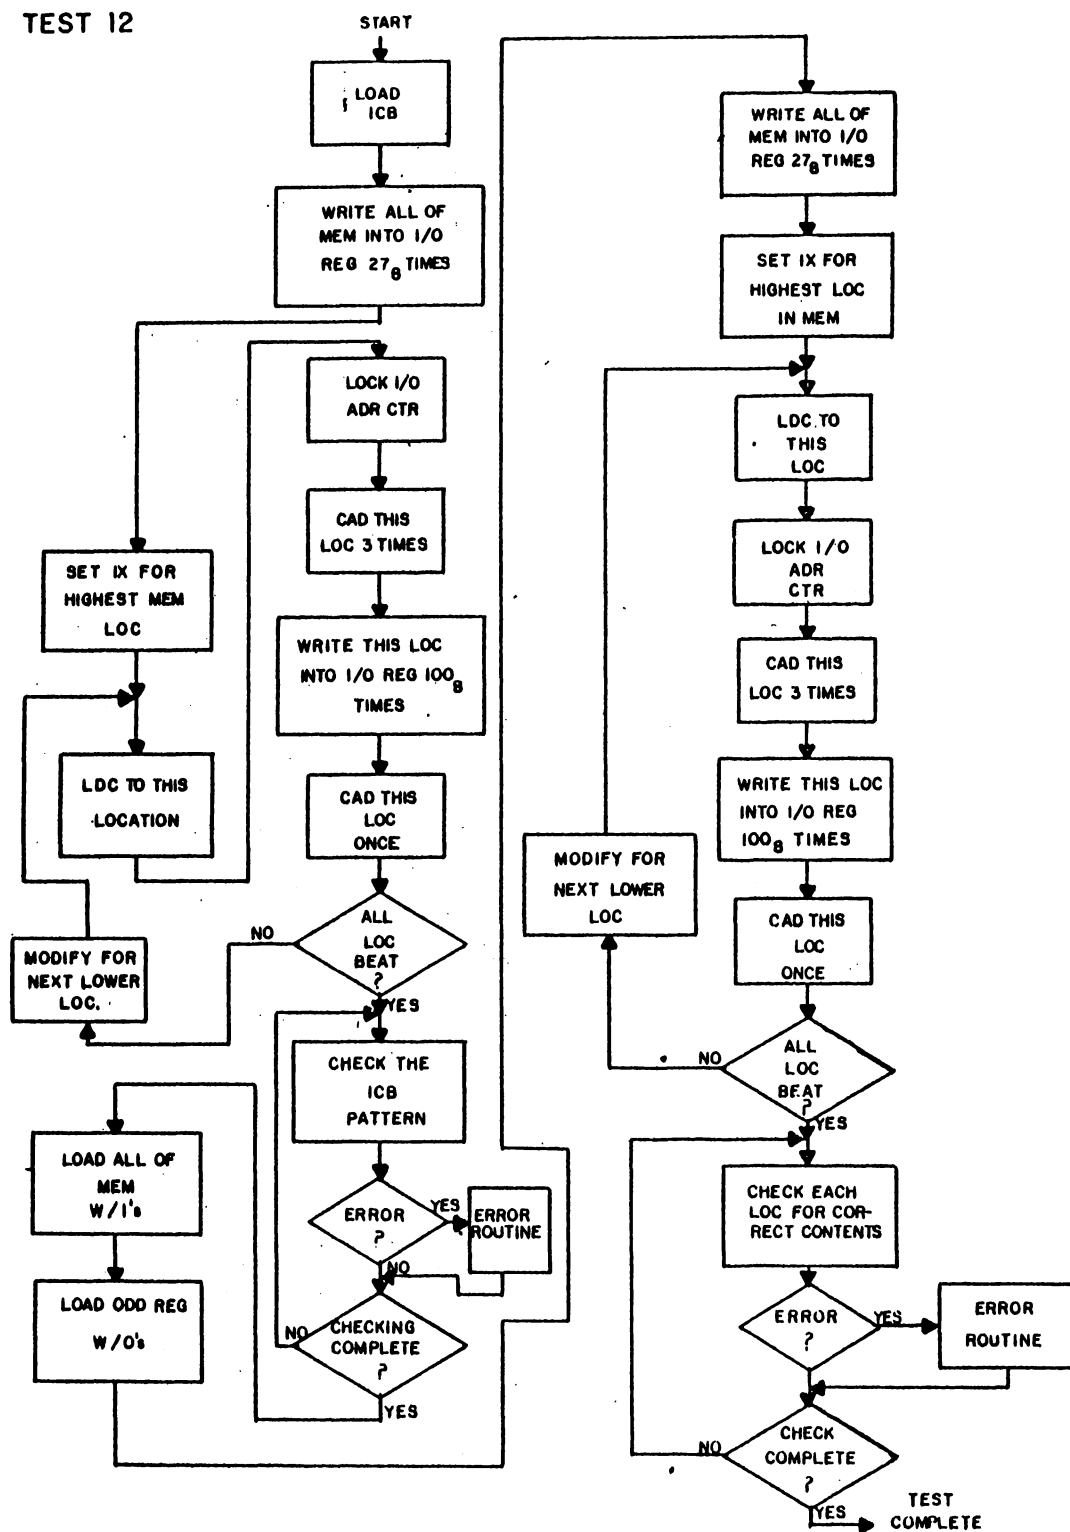 TEST 12
START
LOAD
ICB
WRITE ALL OF
MEM INTO I/O
REG 27₈ TIMES
LOCK I/O
ADR CTR
CAD THIS
LOC 3 TIMES
SET IX FOR
HIGHEST MEM
LOC
WRITE THIS LOC
INTO I/O REG 100₈
TIMES
LDC TO THIS
LOCATION
CAD THIS
LOC
ONCE
ALL
LOC
BEAT
?
NO
YES
MODIFY FOR
NEXT LOWER
LOC.
CHECK THE
ICB
PATTERN
ERROR
?
YES
ERROR
ROUTINE
NO
CHECKING
COMPLETE
?
NO
YES
LOAD ALL OF
MEM
W/1's
LOAD ODD REG
W/0's
WRITE ALL OF
MEM INTO I/O
REG 27₈ TIMES
SET IX FOR
HIGHEST LOC
IN MEM
LDC TO
THIS
LOC
LOCK I/O
ADR
CTR
CAD THIS
LOC 3 TIMES
WRITE THIS LOC
INTO I/O REG
100₈ TIMES
MODIFY FOR
NEXT LOWER
LOC
CAD THIS
LOC
ONCE
ALL
LOC
BEAT
?
NO
YES
CHECK EACH
LOC FOR COR-
RECT CONTENTS
ERROR
?
YES
ERROR
ROUTINE
CHECK
COMPLETE
?
NO
YES
TEST
COMPLETE